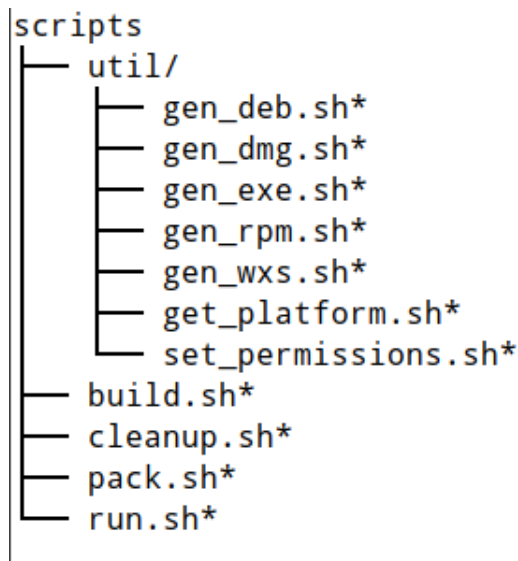 scripts
util/
gen_deb.sh*
gen_dmg.sh*
gen_exe.sh*
gen_rpm.sh*
gen_wxs.sh*
get_platform.sh*
set_permissions.sh*
build.sh*
cleanup.sh*
pack.sh*
run.sh*